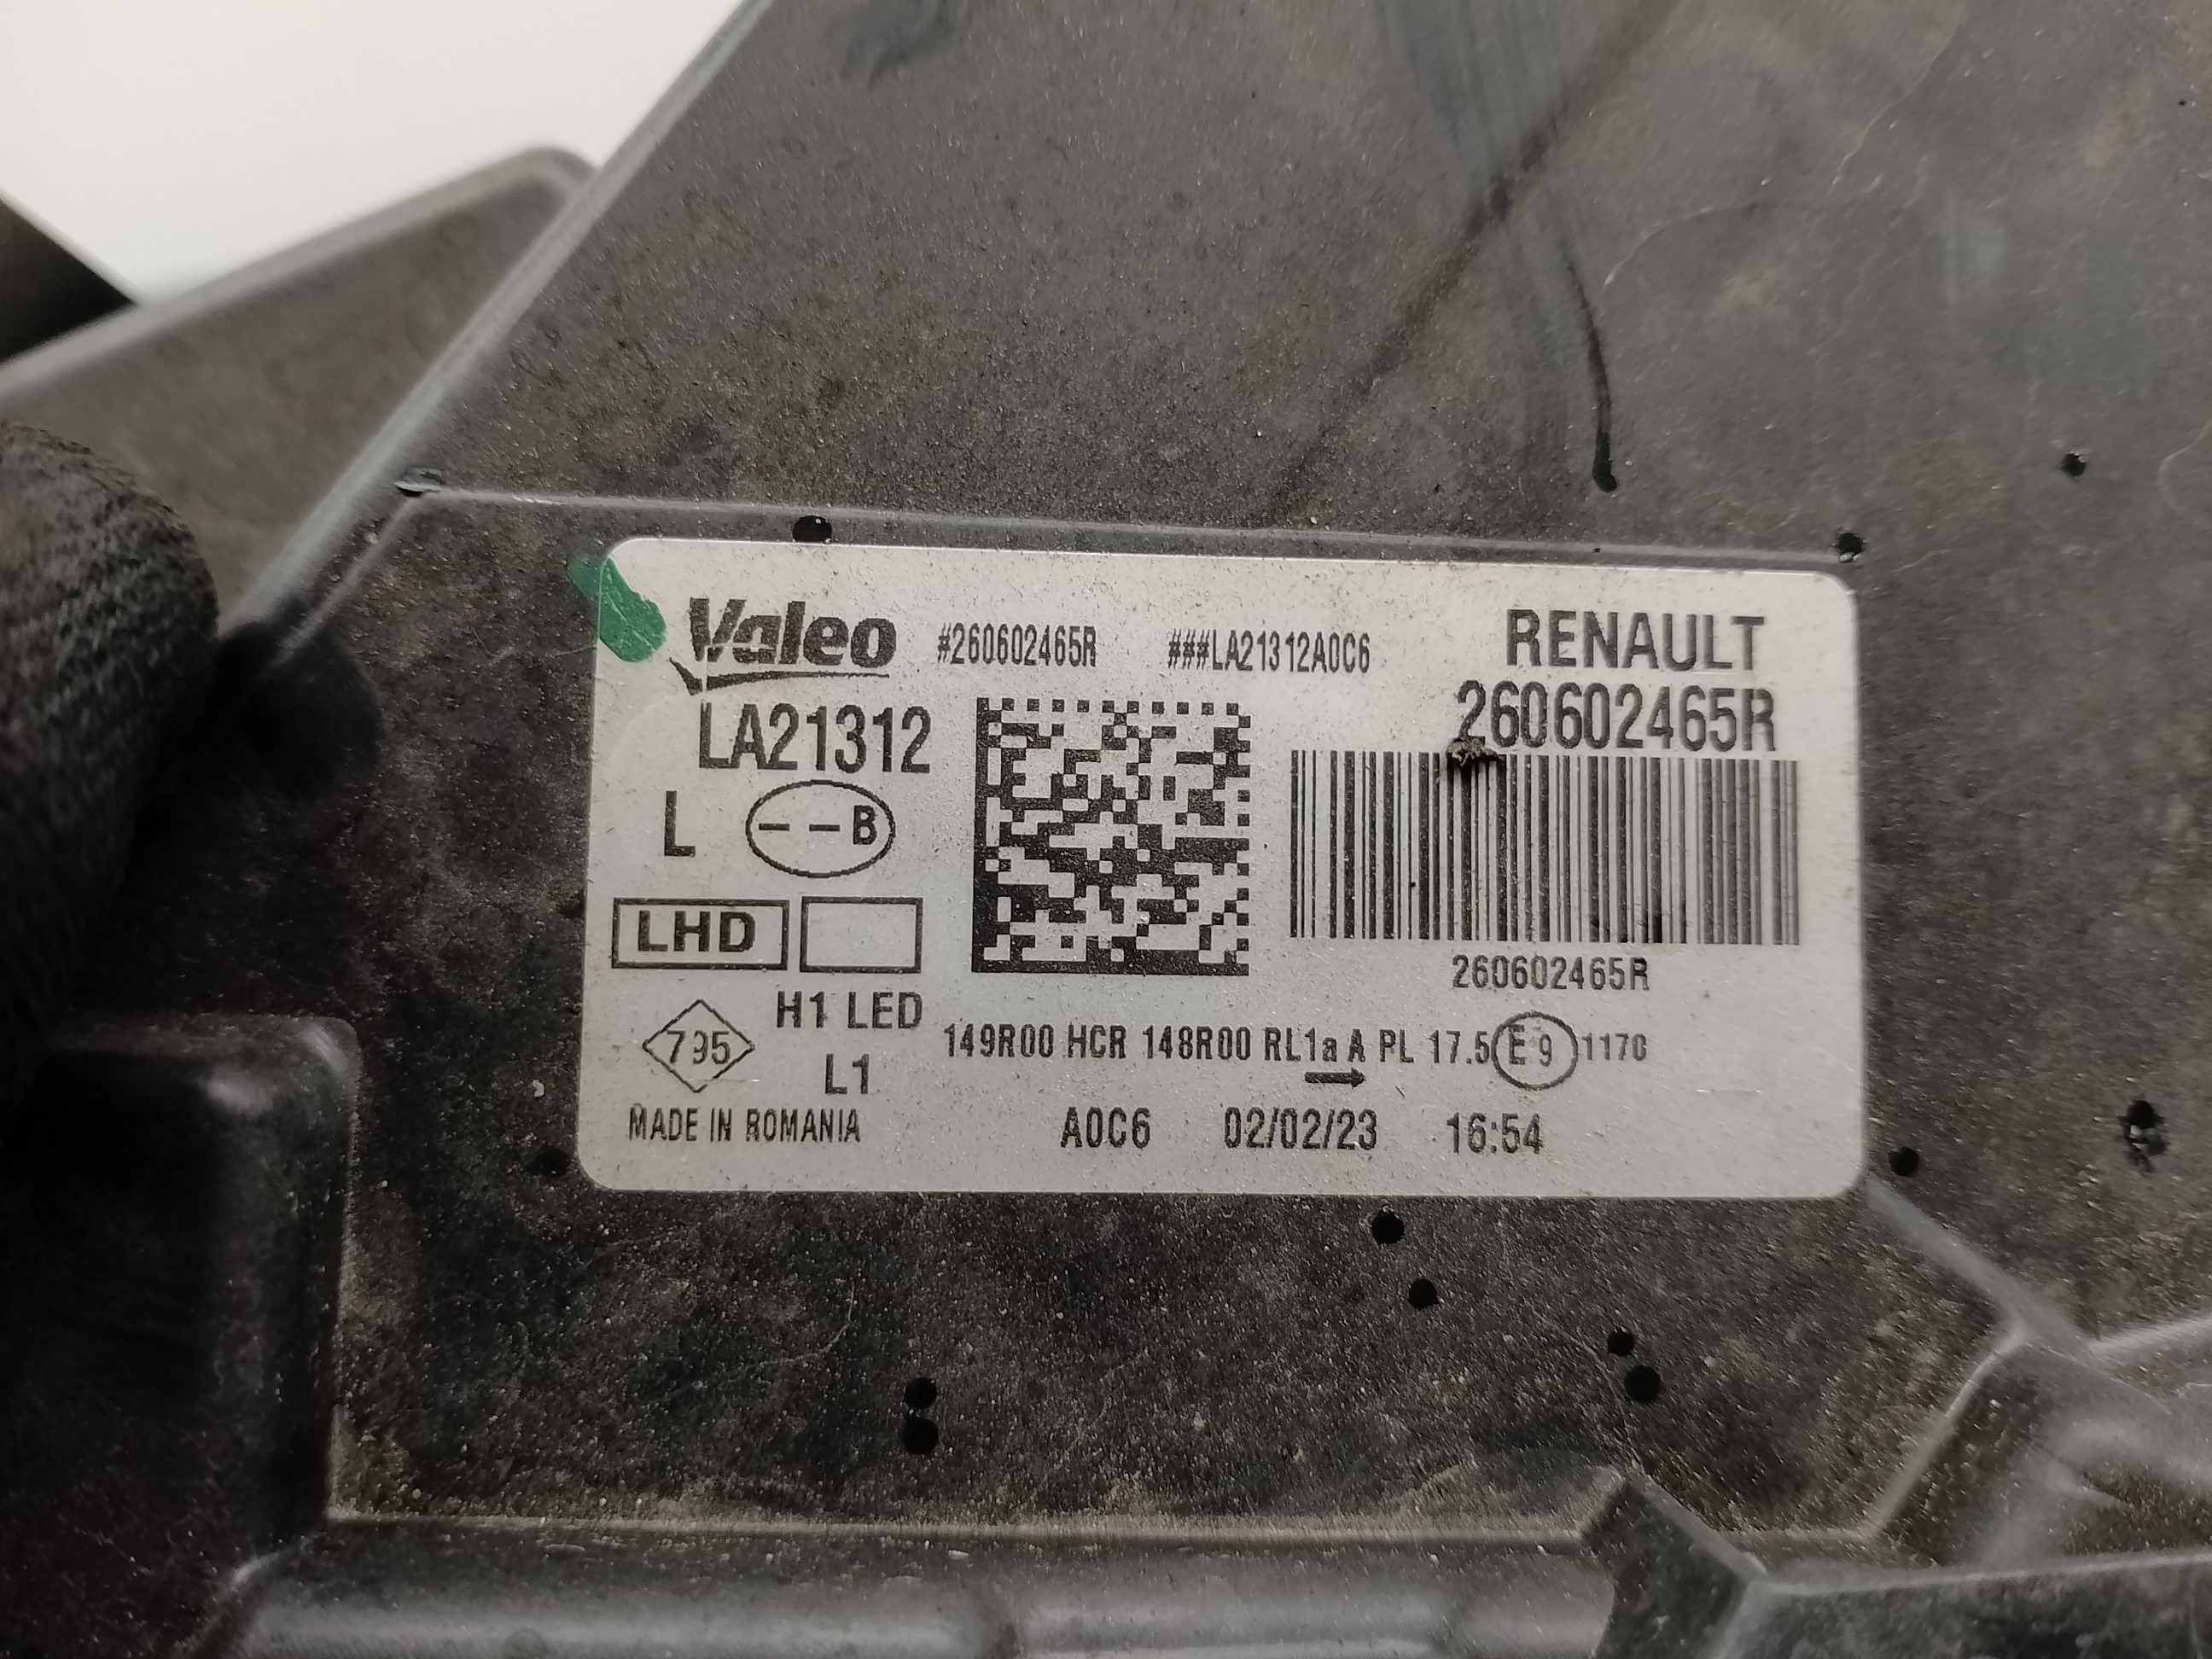 Valeo #260602465R ###LA21312A0C6 RENAULT
LA21312 260602465R
L --B
LHD
260602465R
H1 LED
795 149R00 HCR 148R00 RL1a A PL 17.5 E9
L1
MADE IN ROMANIA A0C6 02/02/23 16:54